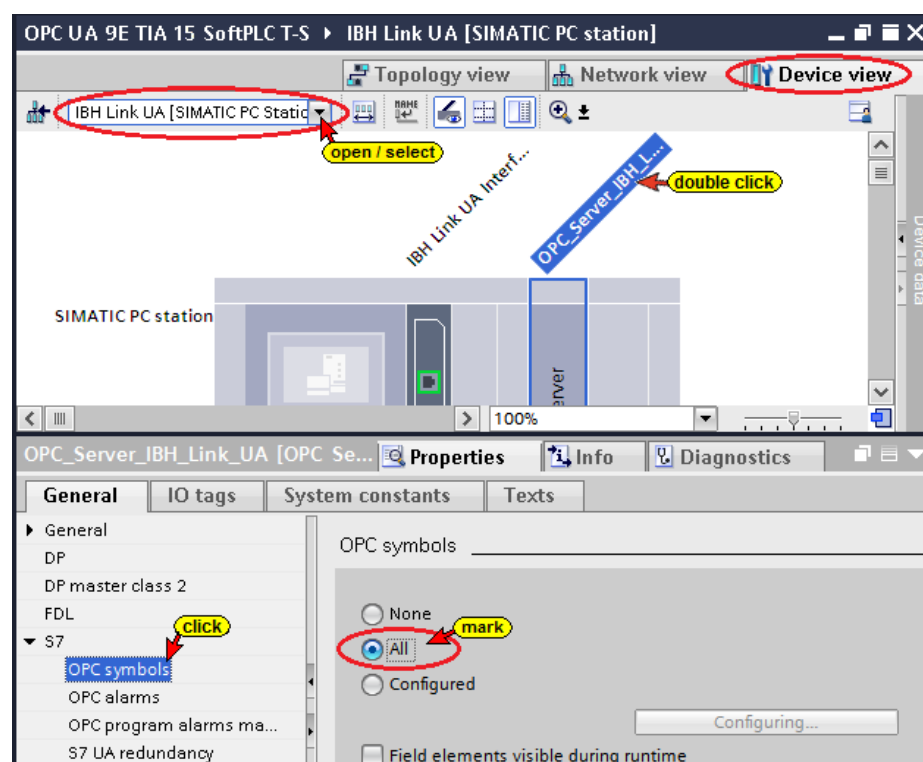 OPC UA 9E TIA 15 SoftPLC T-S ▸ IBH Link UA [SIMATIC PC station]
Topology view Network view Device view
IBH Link UA [SIMATIC PC Static
NAME
open / select
IBH Link UA Interf...
OPC_Server_IBH_L...
double click
Device data
SIMATIC PC station
erver
100%
OPC_Server_IBH_Link_UA [OPC Se... Properties Info Diagnostics
General IO tags System constants Texts
General
DP
DP master class 2
FDL
S7
click
OPC symbols
OPC alarms
OPC program alarms ma...
S7 UA redundancy
OPC symbols
None
mark
All
Configured
Configuring...
Field elements visible during runtime